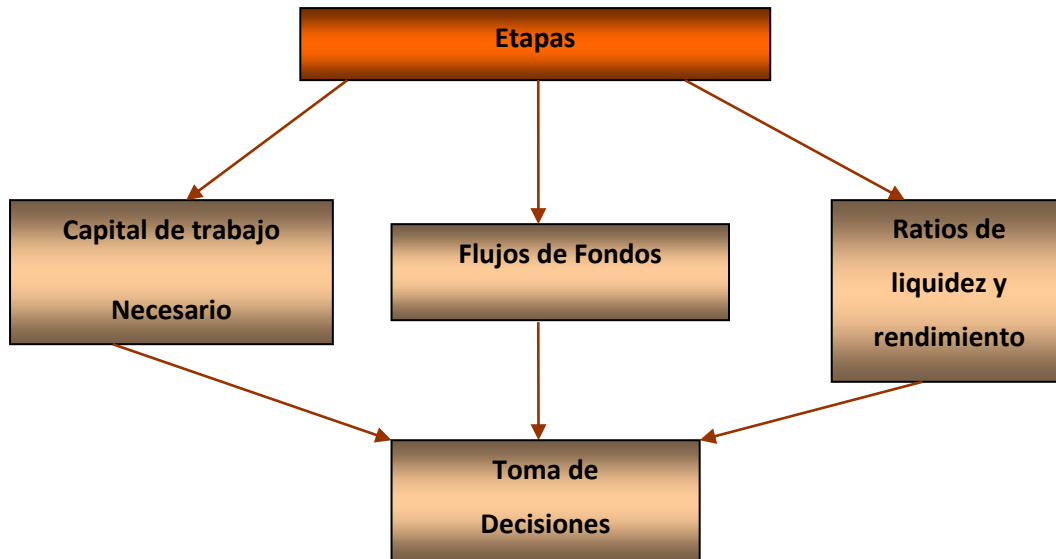 Etapas
Capital de trabajo
Necesario
Flujos de Fondos
Ratios de
liquidez y
rendimiento
Toma de
Decisiones